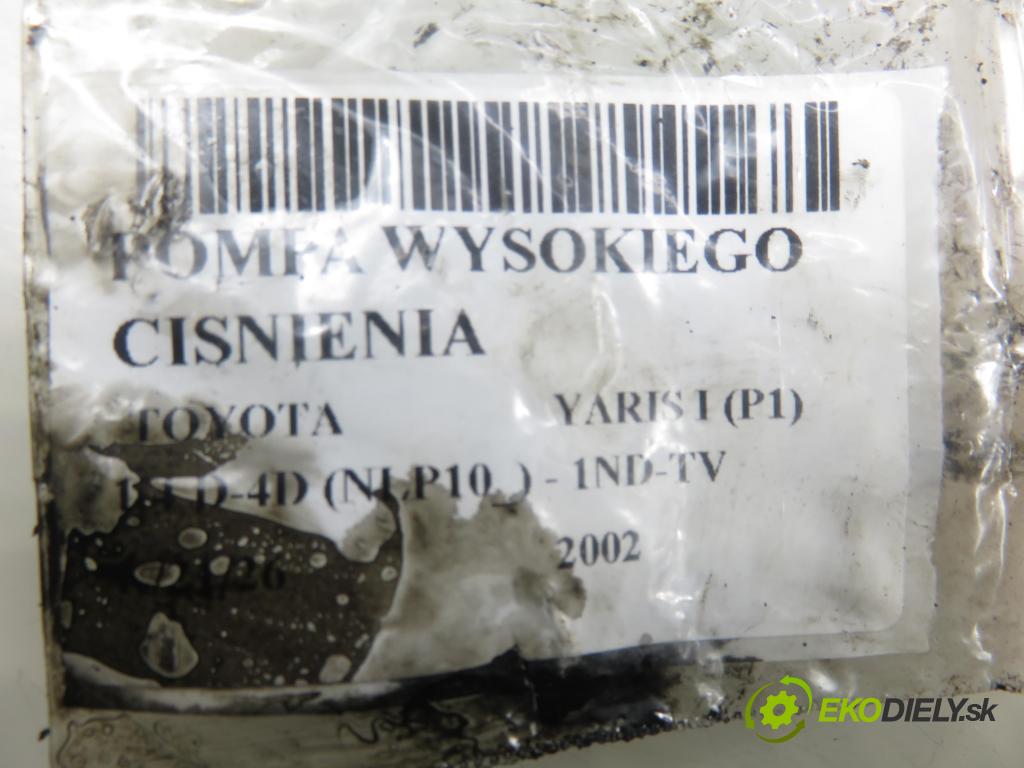 POMPA WYSOKIEGO
CISNIENIA
TOYOTA YARIS I (P1)
1.4 D-4D (NLP10_) - 1ND-TV
2002
EKODIELY.sk